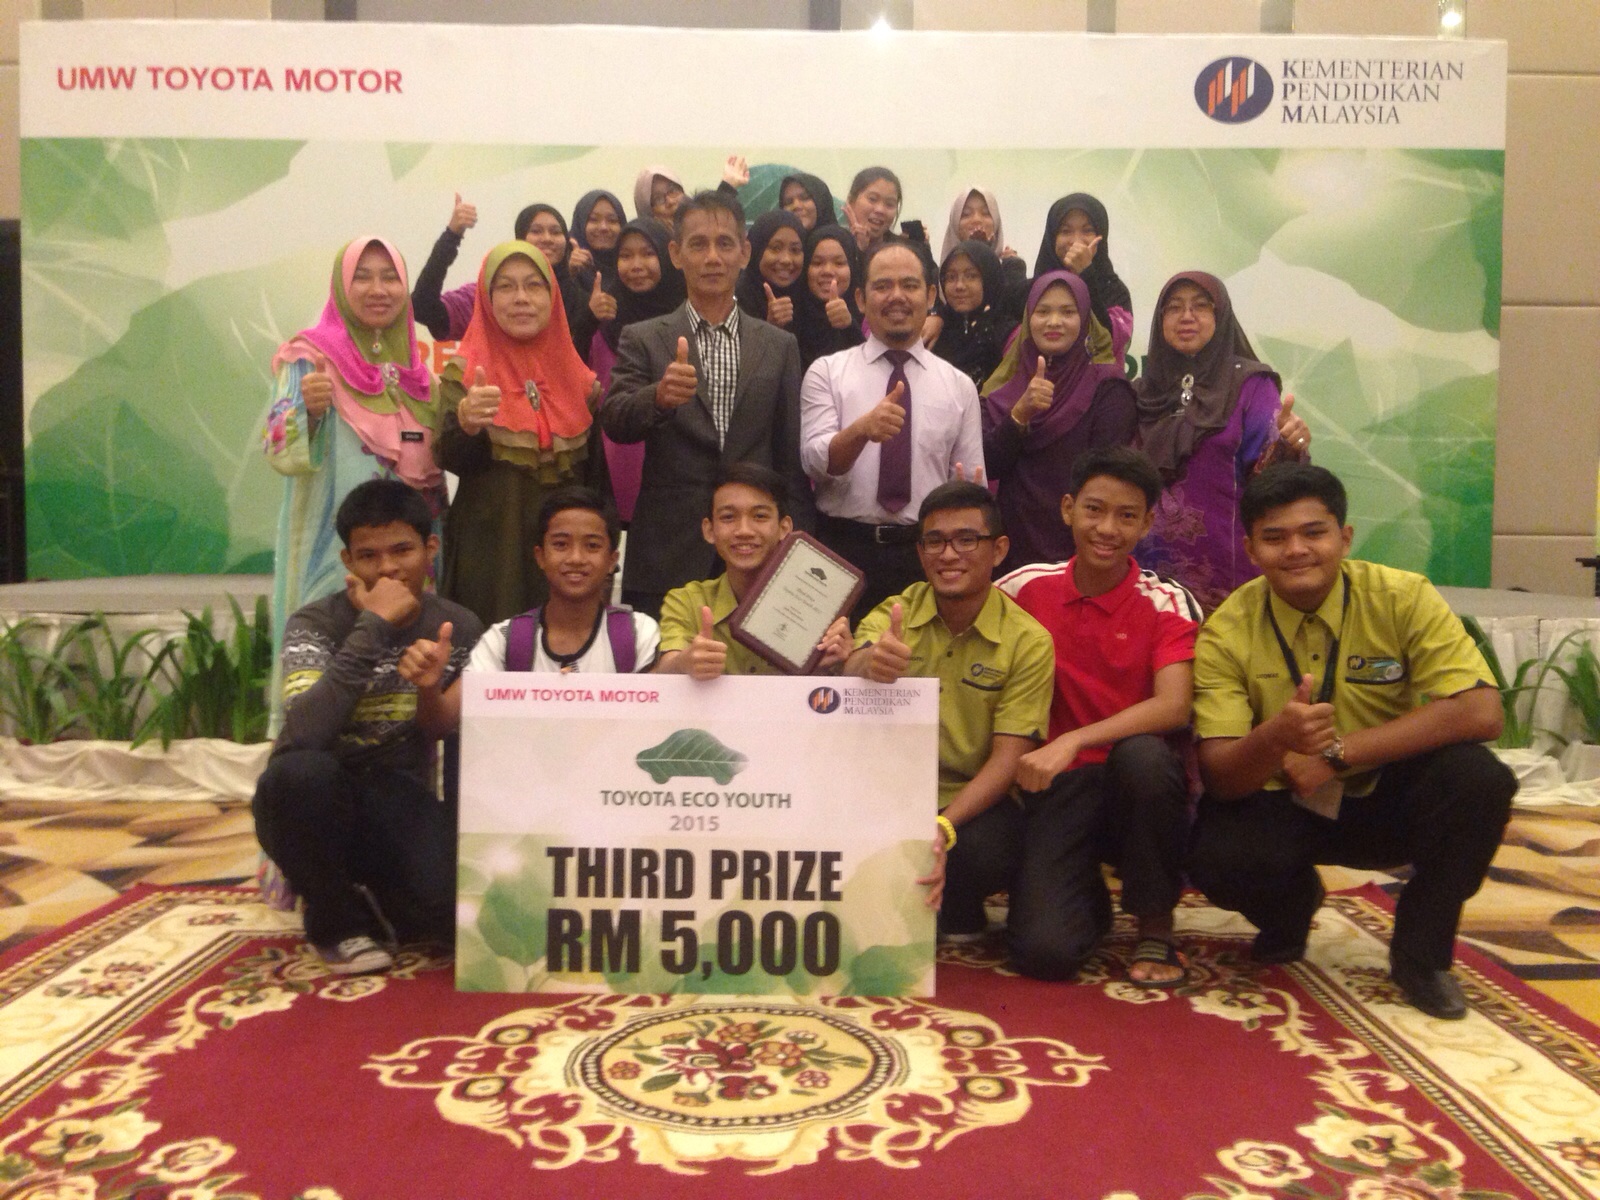 UMW TOYOTA MOTOR
KEMENTERIAN
PENDIDIKAN
MALAYSIA
UMW TOYOTA MOTOR
KEMENTERIAN
PENDIDIKAN
MALAYSIA
TOYOTA ECO YOUTH
2015
THIRD PRIZE
RM 5,000